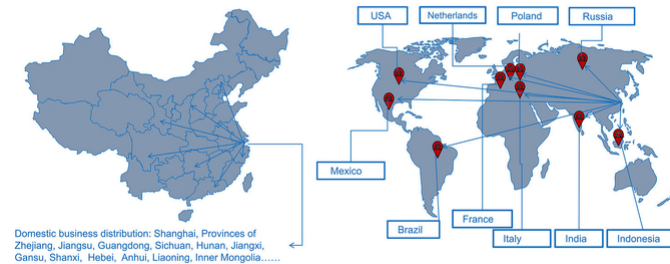 USA
Netherlands
Poland
Russia
Mexico
Brazil
France
Italy
India
Indonesia
Domestic business distribution: Shanghai, Provinces of
Zhejiang, Jiangsu, Guangdong, Sichuan, Hunan, Jiangxi,
Gansu, Shanxi, Hebei, Anhui, Liaoning, Inner Mongolia......